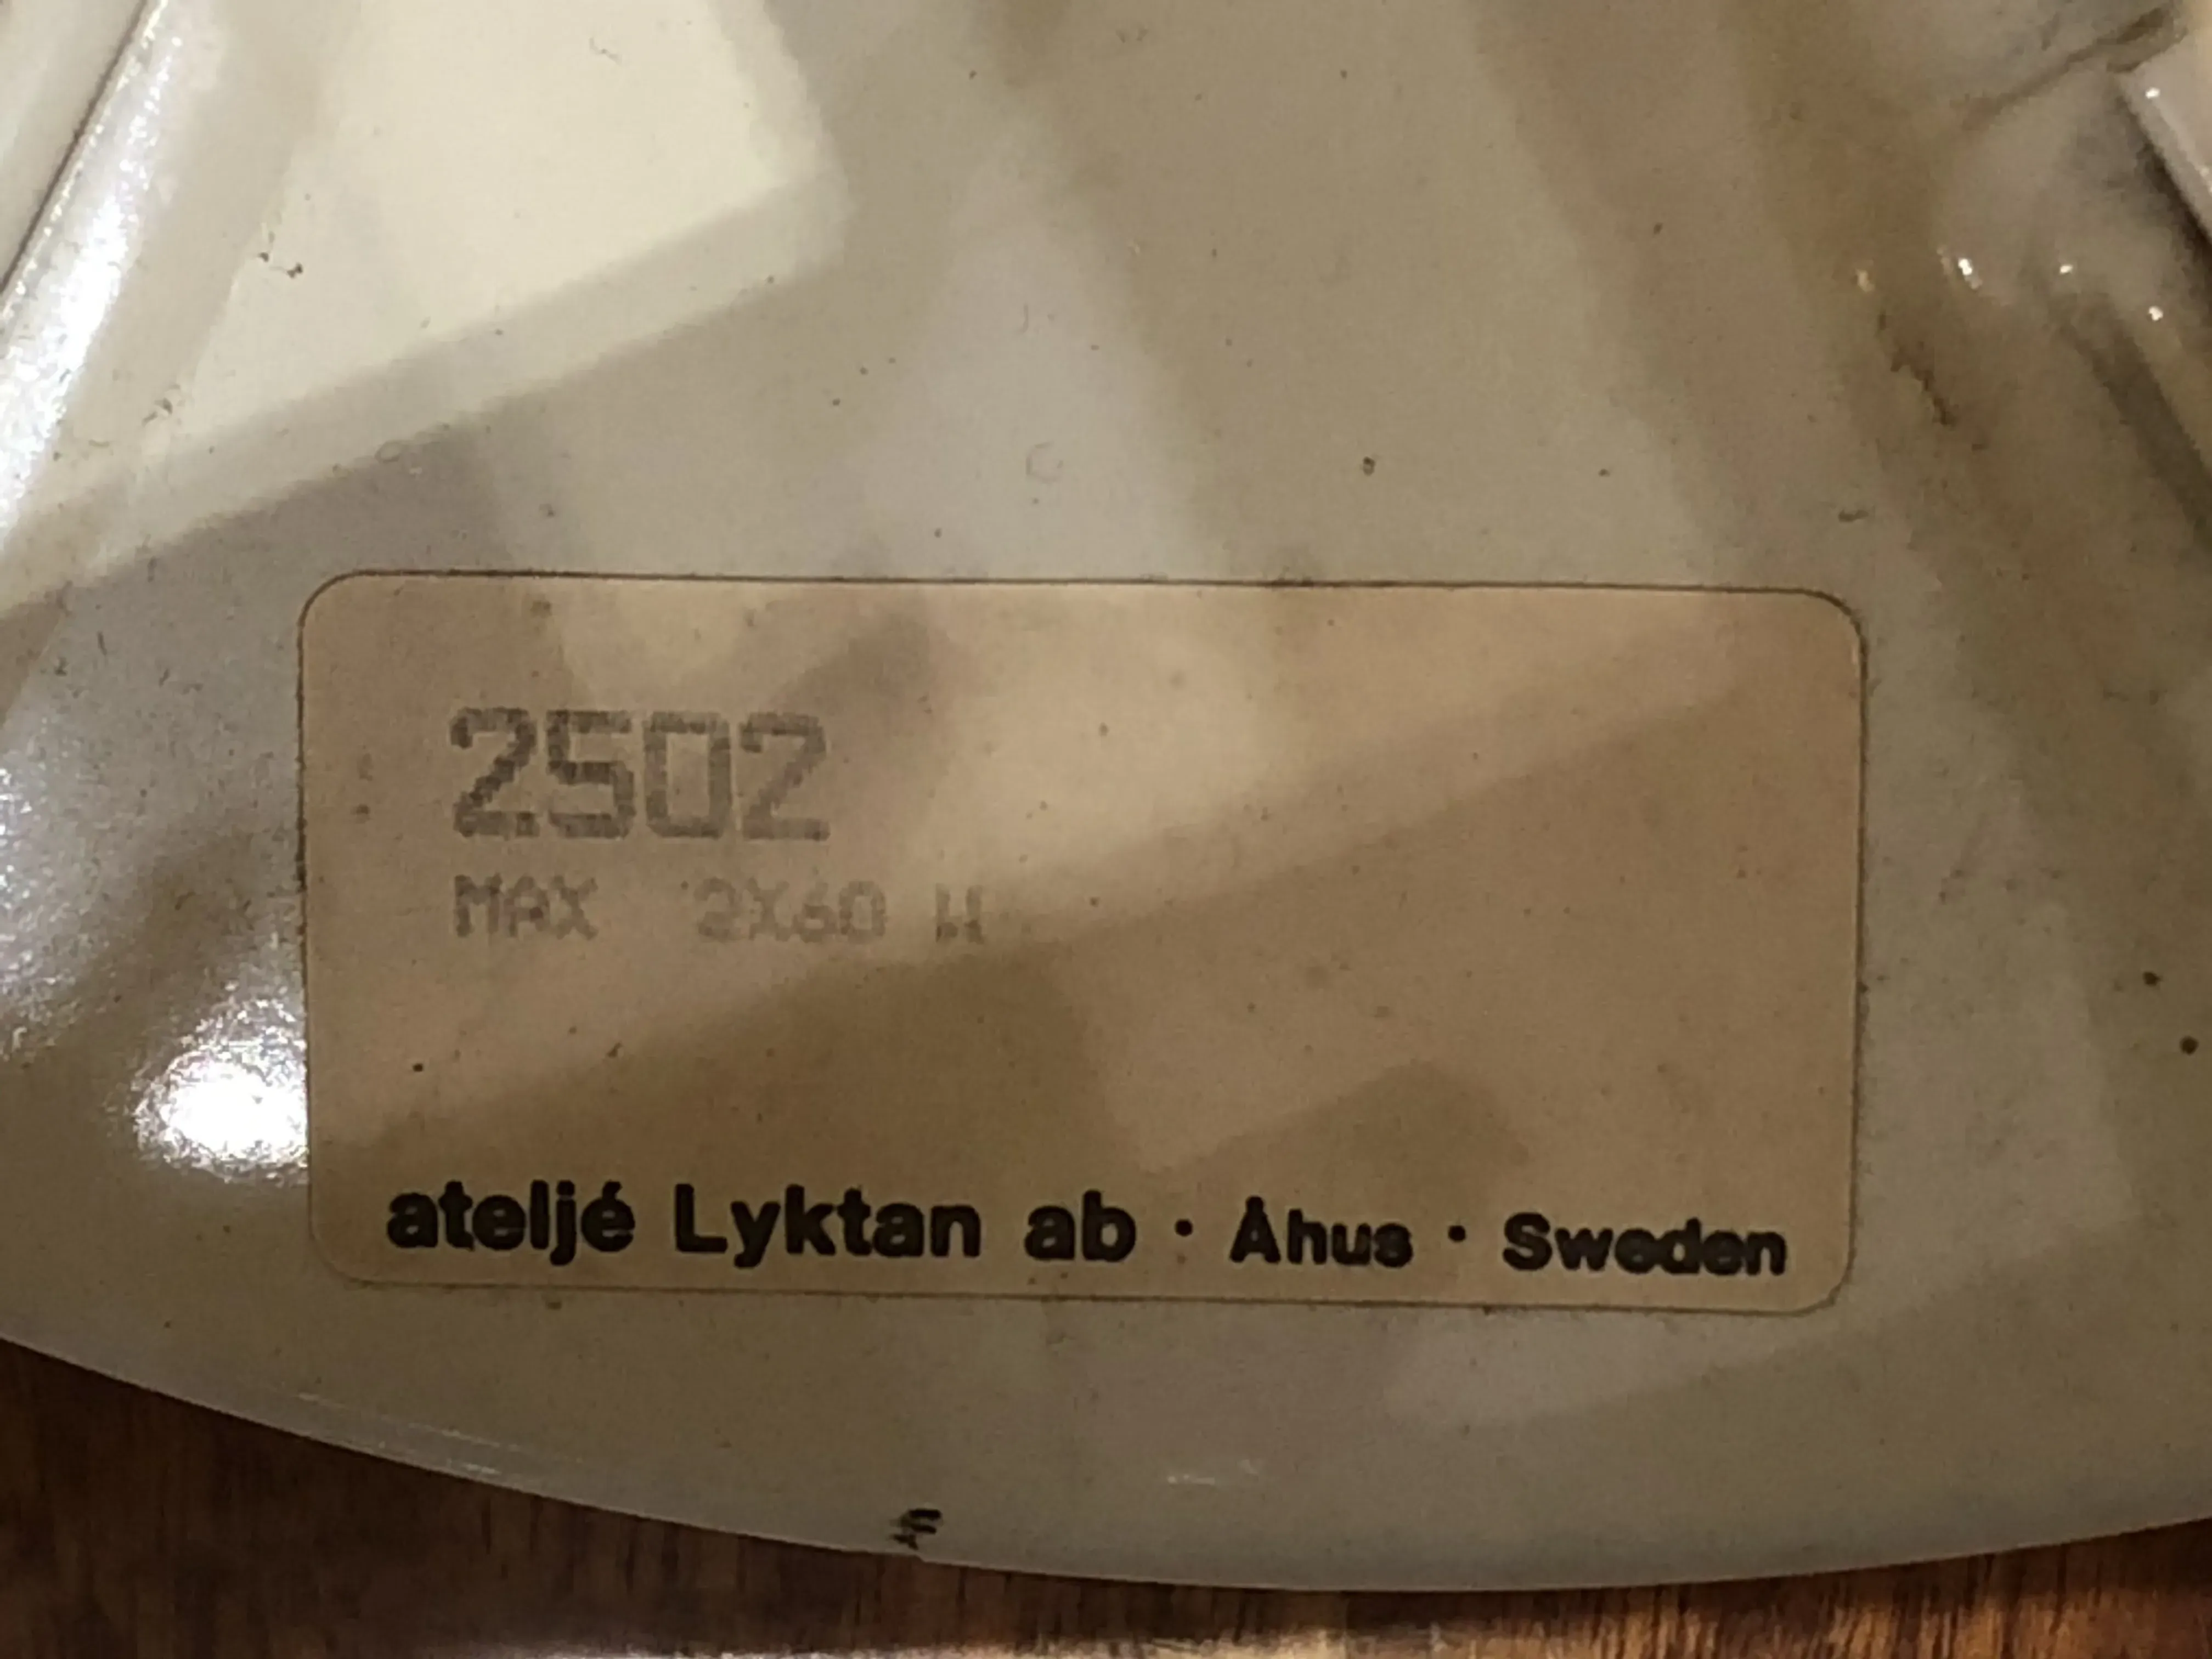 2502
MAX 2X60 W
ateljé Lyktan ab · Åhus · Sweden